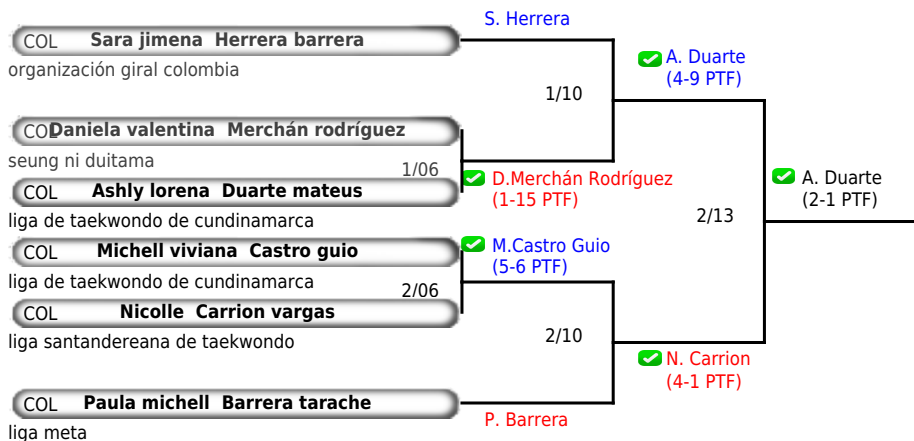 S. Herrera
COL Sara jimena Herrera barrera
organización giral colombia
A. Duarte
(4-9 PTF)
1/10
COL Daniela valentina Merchán rodríguez
seung ni duitama
1/06
D.Merchán Rodríguez
(1-15 PTF)
COL Ashly lorena Duarte mateus
liga de taekwondo de cundinamarca
A. Duarte
(2-1 PTF)
2/13
COL Michell viviana Castro guio
liga de taekwondo de cundinamarca
M.Castro Guio
(5-6 PTF)
2/06
COL Nicolle Carrion vargas
liga santandereana de taekwondo
2/10
N. Carrion
(4-1 PTF)
COL Paula michell Barrera tarache
liga meta
P. Barrera